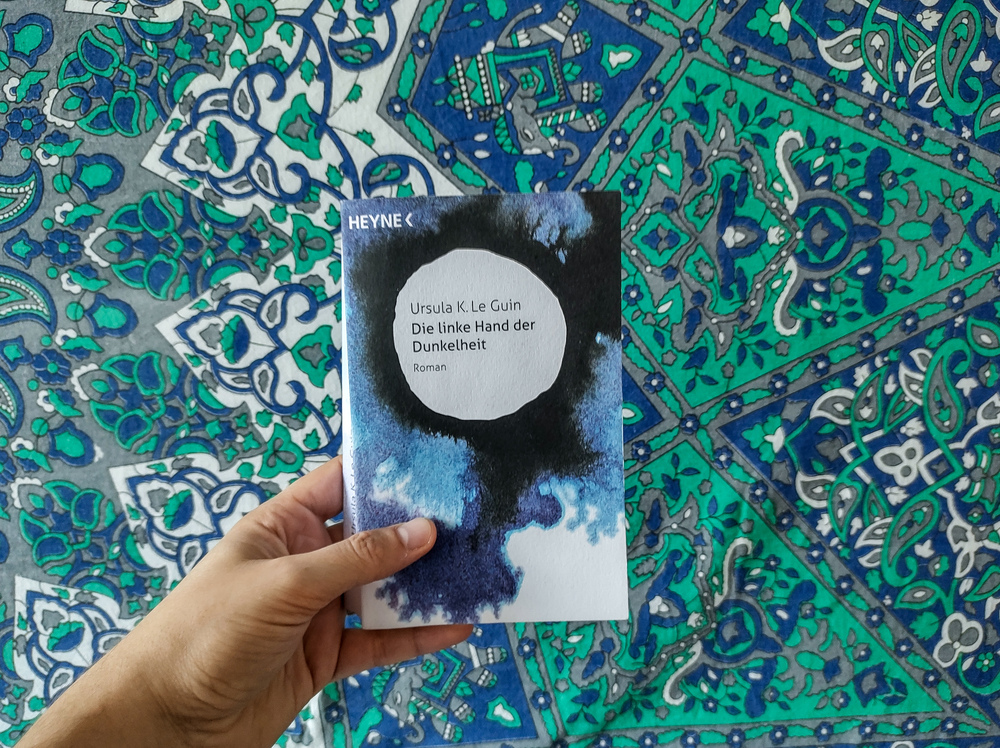 HEYNE
Ursula K. Le Guin
Die linke Hand der
Dunkelheit
Roman